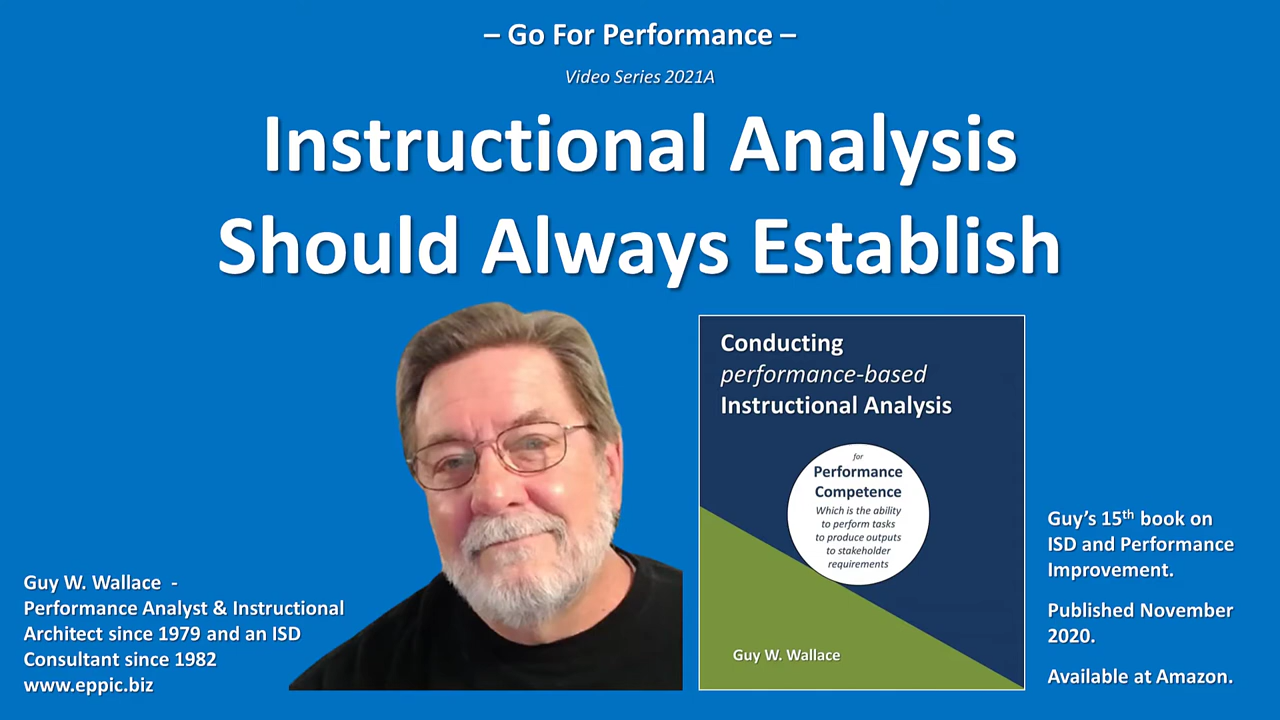 – Go For Performance –
Video Series 2021A
Instructional Analysis
Should Always Establish
Conducting
performance-based
Instructional Analysis
for
Performance
Competence
Which is the ability
to perform tasks
to produce outputs
to stakeholder
requirements
Guy W. Wallace
Guy W. Wallace -
Performance Analyst & Instructional
Architect since 1979 and an ISD
Consultant since 1982
www.eppic.biz
Guy's 15th book on
ISD and Performance
Improvement.
Published November
2020.
Available at Amazon.